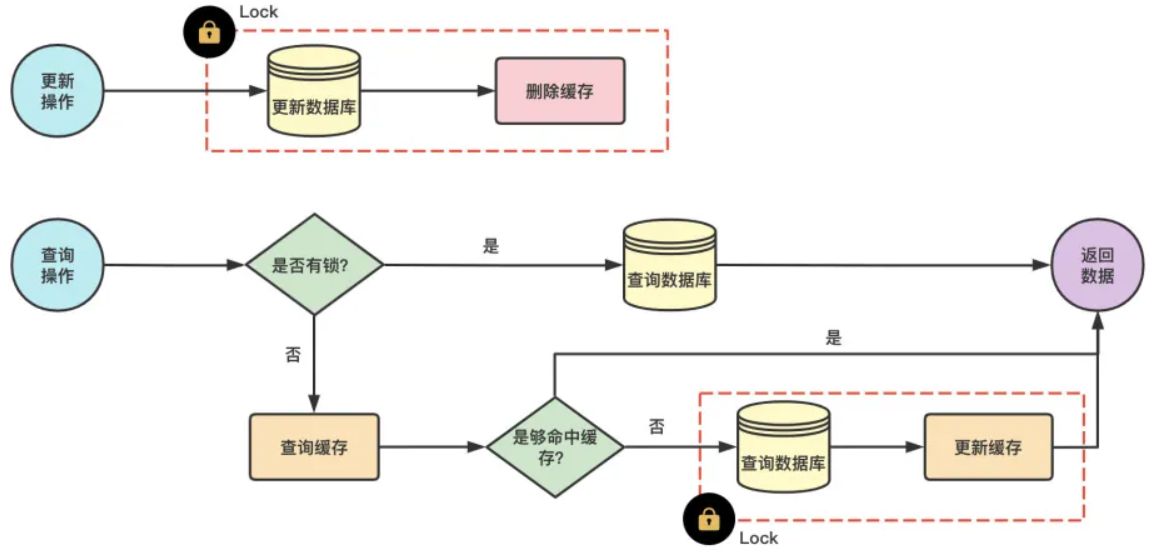 Lock
更新
操作
更新数据库
删除缓存
查询
操作
是否有锁?
是
查询数据库
返回
数据
否
是
查询缓存
是够命中缓
存?
否
查询数据库
更新缓存
Lock